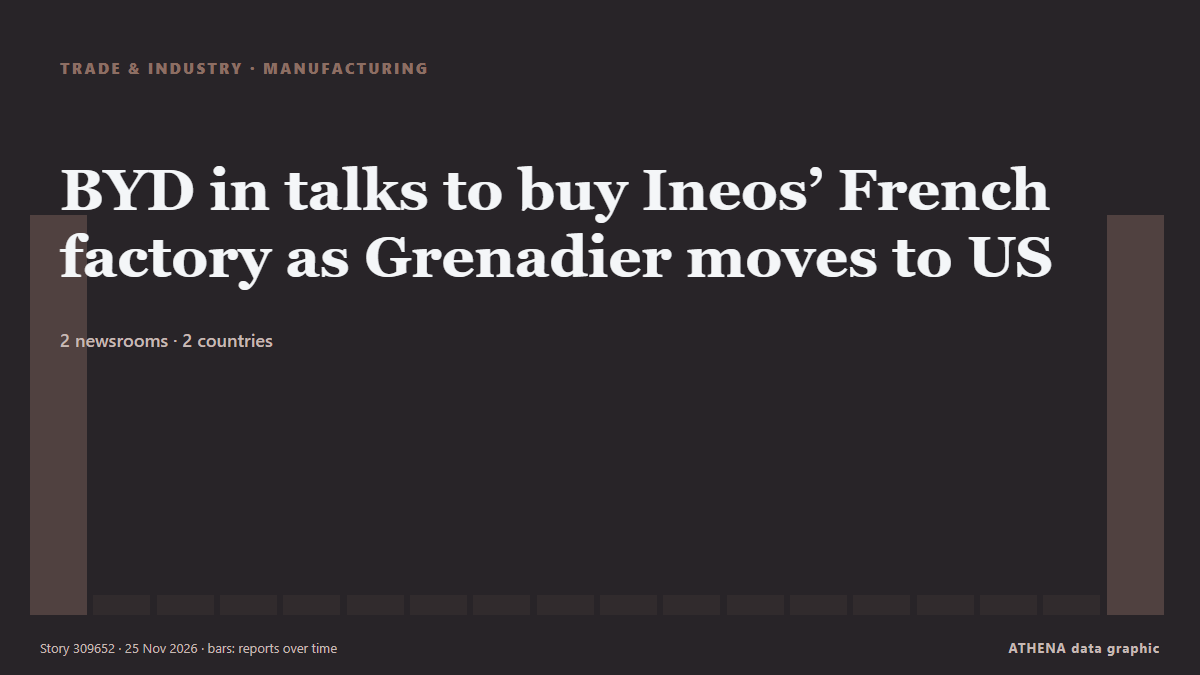 TRADE & INDUSTRY · MANUFACTURING
BYD in talks to buy Ineos’ French
factory as Grenadier moves to US
2 newsrooms · 2 countries
Story 309652 · 25 Nov 2026 · bars: reports over time
ATHENA data graphic